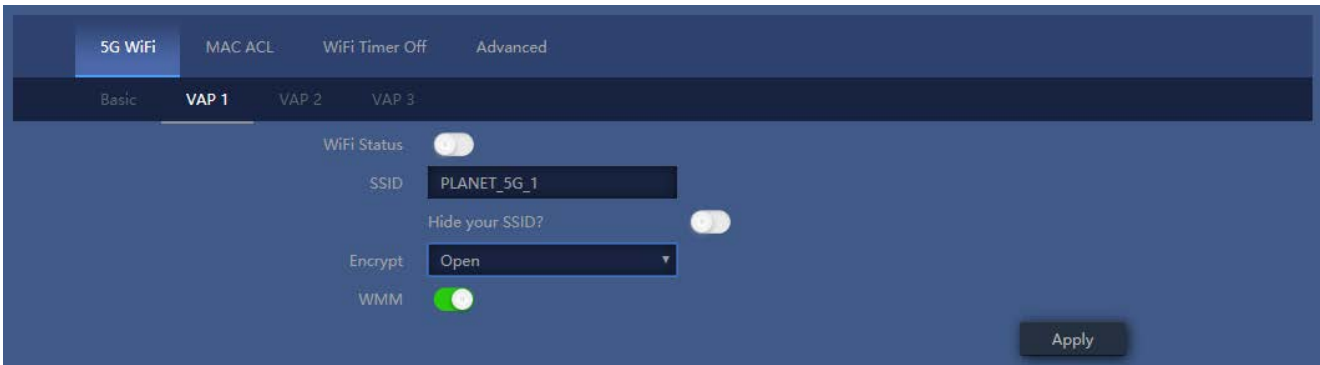 5G WiFi MAC ACL WiFi Timer Off Advanced
Basic VAP 1 VAP 2 VAP 3
WiFi Status
SSID PLANET_5G_1
Hide your SSID?
Encrypt Open
WMM
Apply